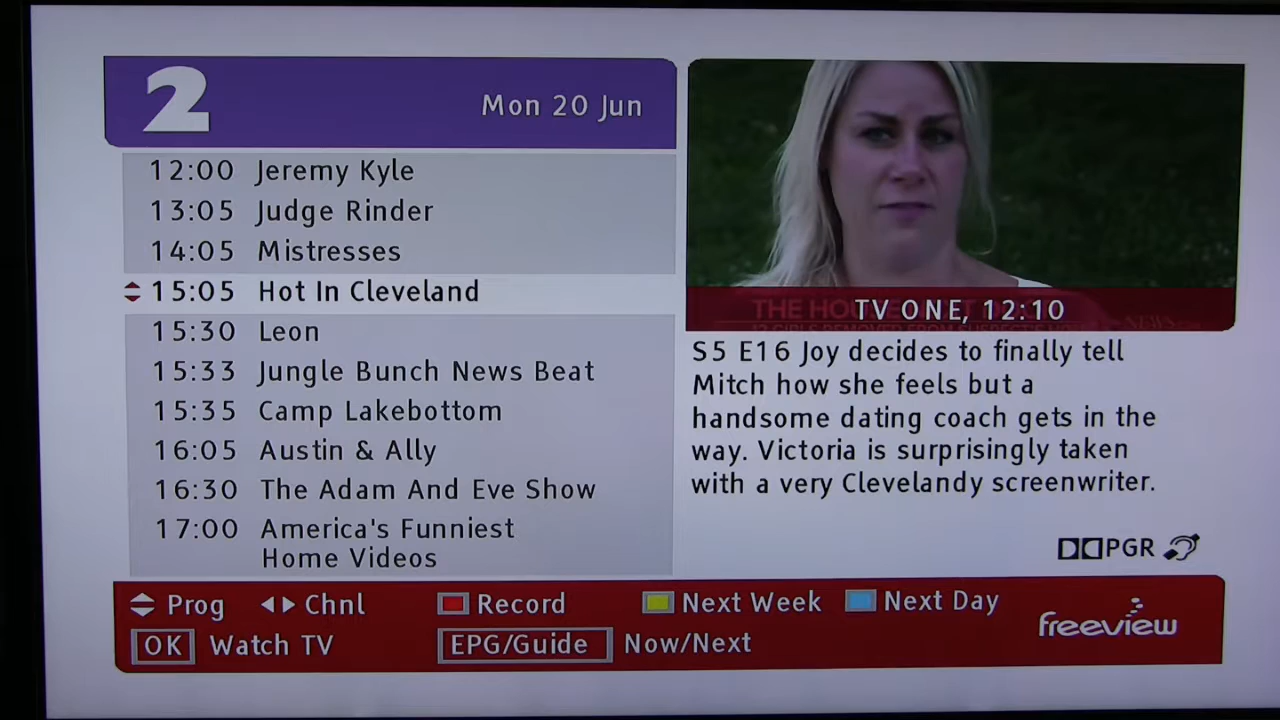 2
Mon 20 Jun
12:00 Jeremy Kyle
13:05 Judge Rinder
14:05 Mistresses
15:05 Hot In Cleveland
15:30 Leon
15:33 Jungle Bunch News Beat
15:35 Camp Lakebottom
16:05 Austin & Ally
16:30 The Adam And Eve Show
17:00 America's Funniest
Home Videos
TV ONE, 12:10
S5 E16 Joy decides to finally tell
Mitch how she feels but a
handsome dating coach gets in the
way. Victoria is surprisingly taken
with a very Clevelandy screenwriter.
PGR
Prog Chnl Record Next Week Next Day
OK Watch TV EPG/Guide Now/Next
freeview